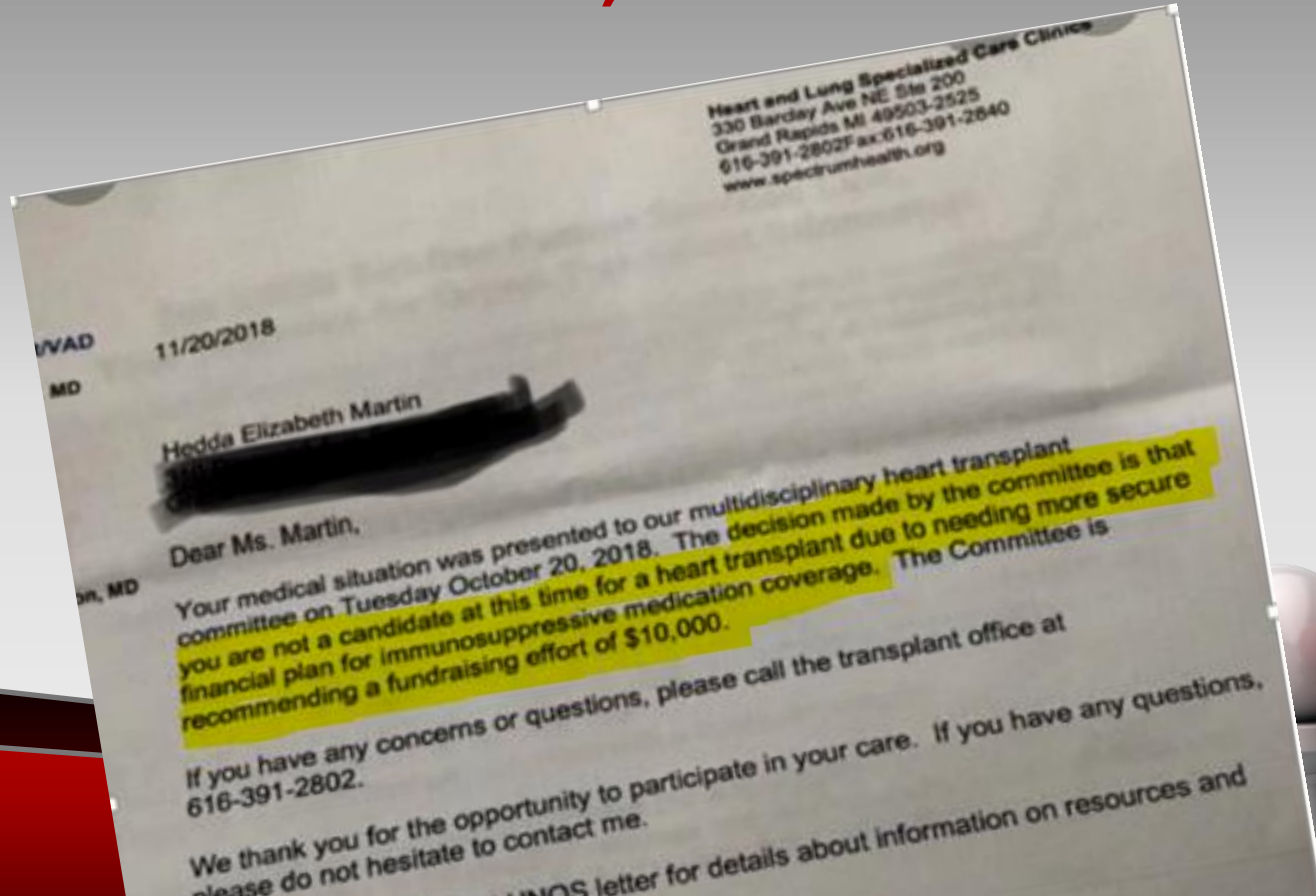 Heart and Lung Specialized Care Clinics
330 Barclay Ave NE Ste 200
Grand Rapids MI 49503-2525
616-391-2802Fax:616-391-2840
www.spectrumhealth.org
/VAD
11/20/2018
MD
Hedda Elizabeth Martin
Dear Ms. Martin,
on, MD
Your medical situation was presented to our multidisciplinary heart transplant
committee on Tuesday October 20, 2018. The decision made by the committee is that
you are not a candidate at this time for a heart transplant due to needing more secure
financial plan for immunosuppressive medication coverage. The Committee is
recommending a fundraising effort of $10,000.
If you have any concerns or questions, please call the transplant office at
616-391-2802.
We thank you for the opportunity to participate in your care. If you have any questions,
please do not hesitate to contact me.
UNOS letter for details about information on resources and